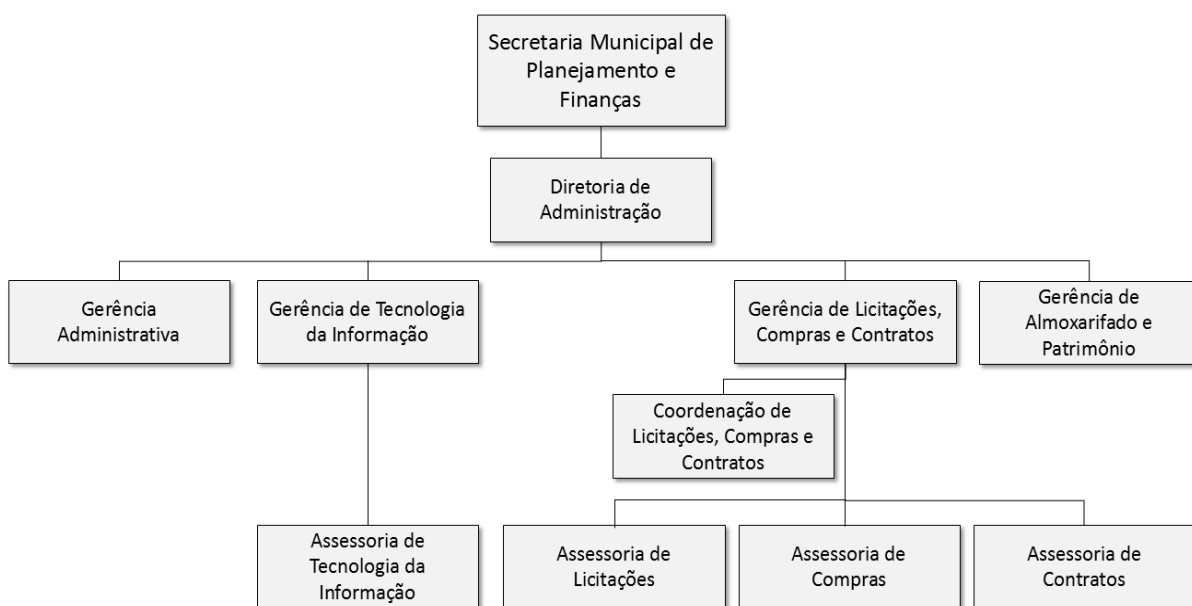 Secretaria Municipal de
Planejamento e
Finanças
Diretoria de
Administração
Gerência
Administrativa
Gerência de Tecnologia
da Informação
Gerência de Licitações,
Compras e Contratos
Gerência de
Almoxarifado e
Patrimônio
Coordenação de
Licitações, Compras e
Contratos
Assessoria de
Tecnologia da
Informação
Assessoria de
Licitações
Assessoria de
Compras
Assessoria de
Contratos